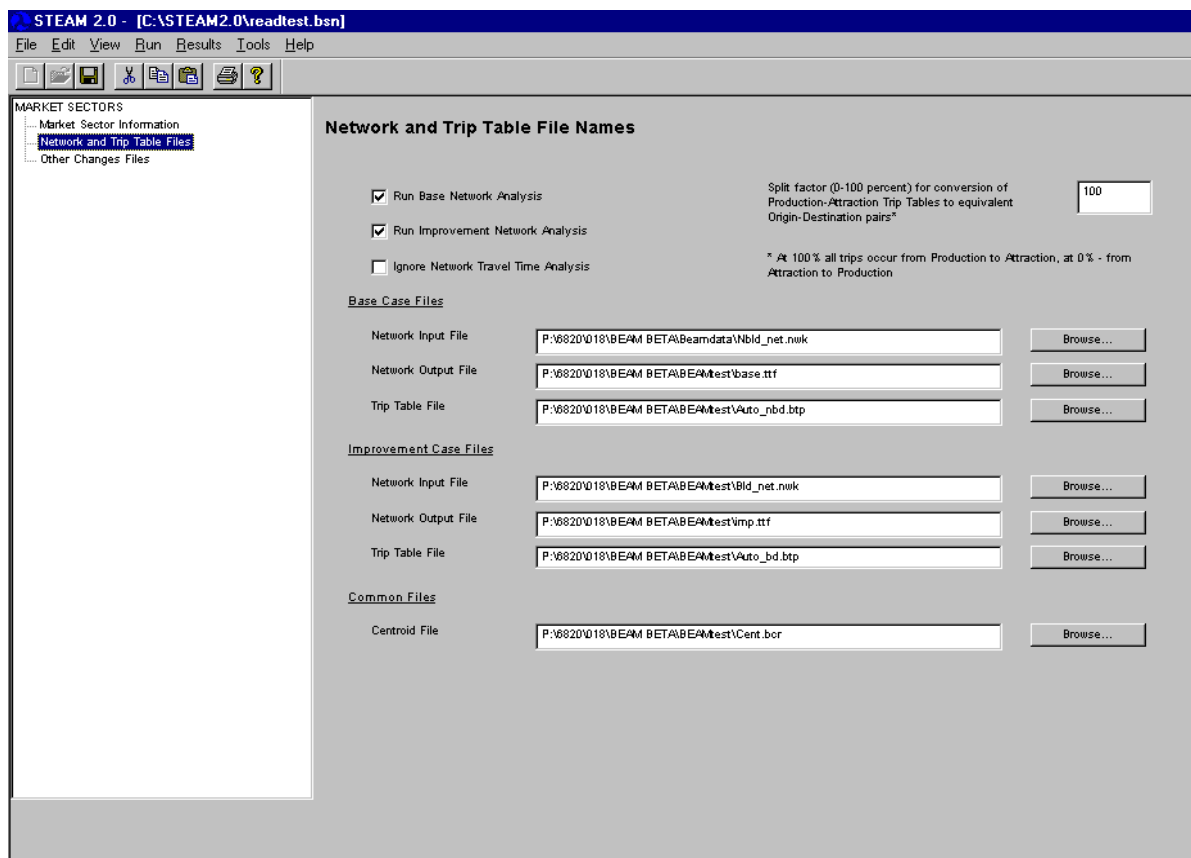 STEAM 2.0 - [C:\STEAM2.0\readtest.bsn]
File Edit View Run Results Tools Help
MARKET SECTORS
Market Sector Information
Network and Trip Table Files
Other Changes Files
Network and Trip Table File Names
Run Base Network Analysis
Run Improvement Network Analysis
Ignore Network Travel Time Analysis
Split factor (0-100 percent) for conversion of
Production-Attraction Trip Tables to equivalent
Origin-Destination pairs*
100
* At 100% all trips occur from Production to Attraction, at 0% - from
Attraction to Production
Base Case Files
Network Input File
P:\6820\018\BEAM BETA\Beamdata\Nbld_net.nwk
Browse...
Network Output File
P:\6820\018\BEAM BETA\BEAMtest\base.ttf
Browse...
Trip Table File
P:\6820\018\BEAM BETA\BEAMtest\Auto_nbd.btp
Browse...
Improvement Case Files
Network Input File
P:\6820\018\BEAM BETA\BEAMtest\Bld_net.nwk
Browse...
Network Output File
P:\6820\018\BEAM BETA\BEAMtest\imp.ttf
Browse...
Trip Table File
P:\6820\018\BEAM BETA\BEAMtest\Auto_bd.btp
Browse...
Common Files
Centroid File
P:\6820\018\BEAM BETA\BEAMtest\Cent.bcr
Browse...